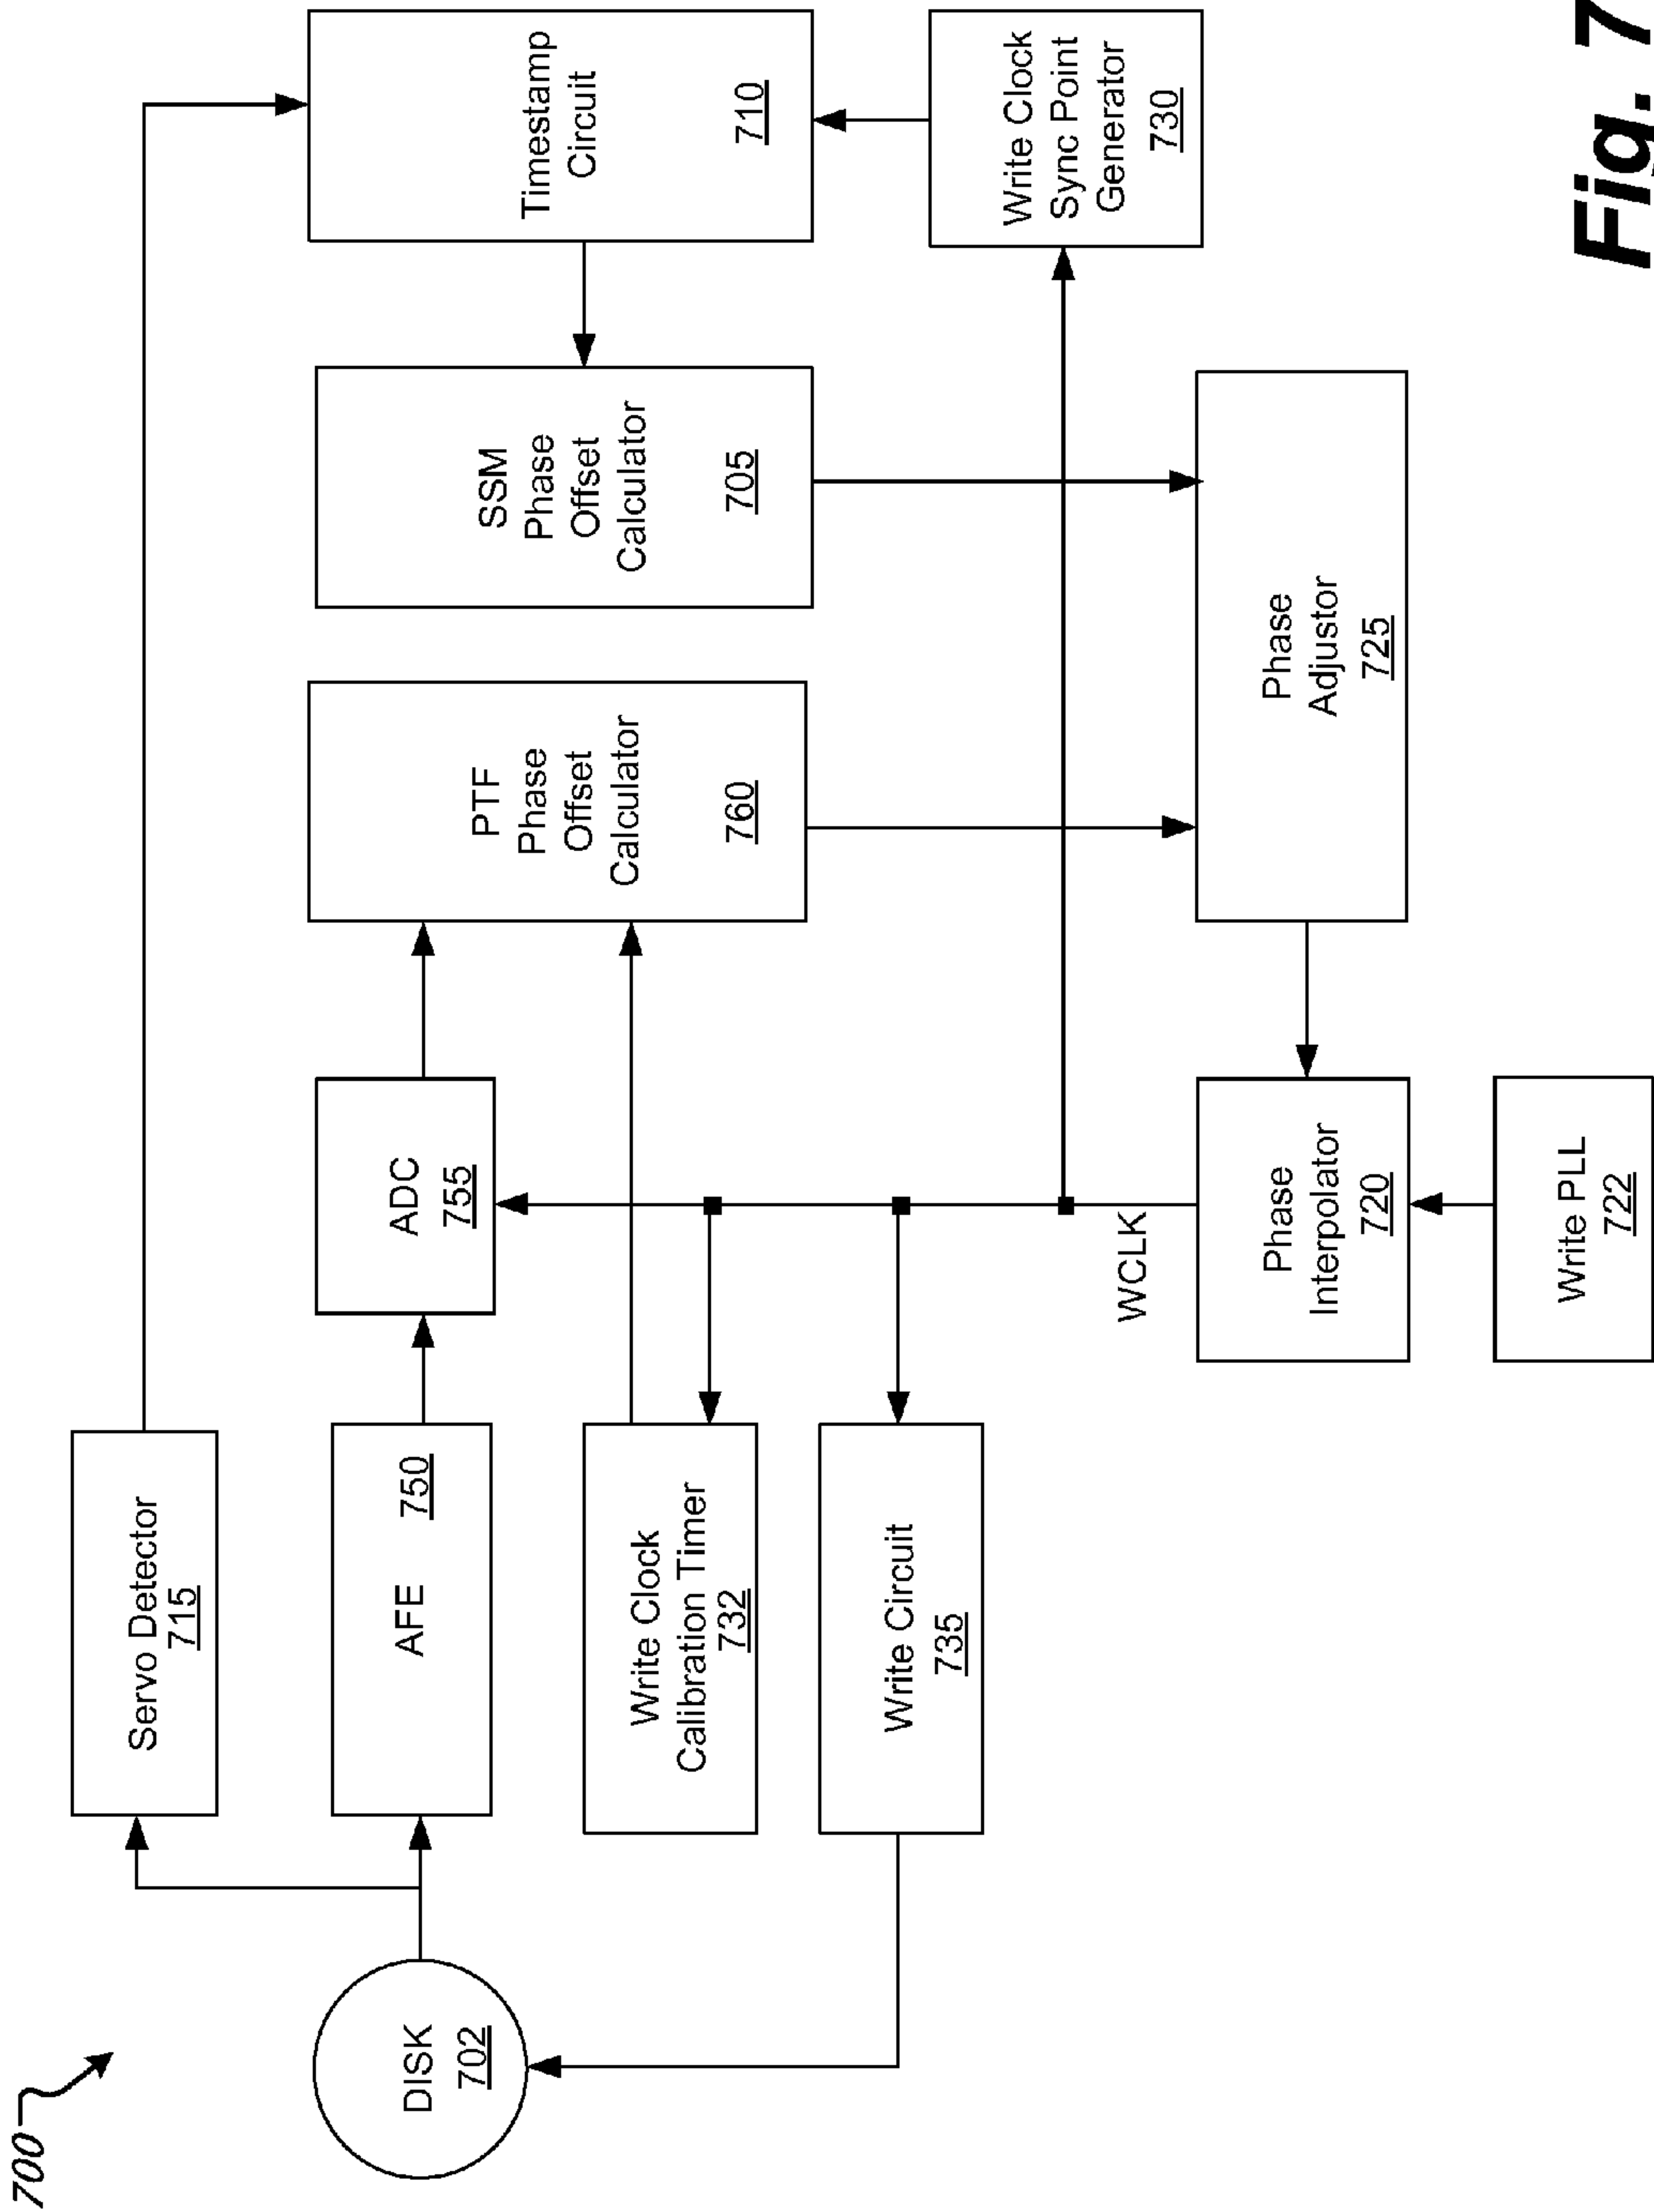 700
Servo Detector
715
DISK
702
AFE
750
ADC
755
PTF
Phase
Offset
Calculator
760
SSM
Phase
Offset
Calculator
705
Timestamp
Circuit
710
Write Clock
Calibration Timer
732
Write Circuit
735
WCLK
Write Clock
Sync Point
Generator
730
Phase
Interpolator
720
Phase
Adjustor
725
Write PLL
722
Fig. 7